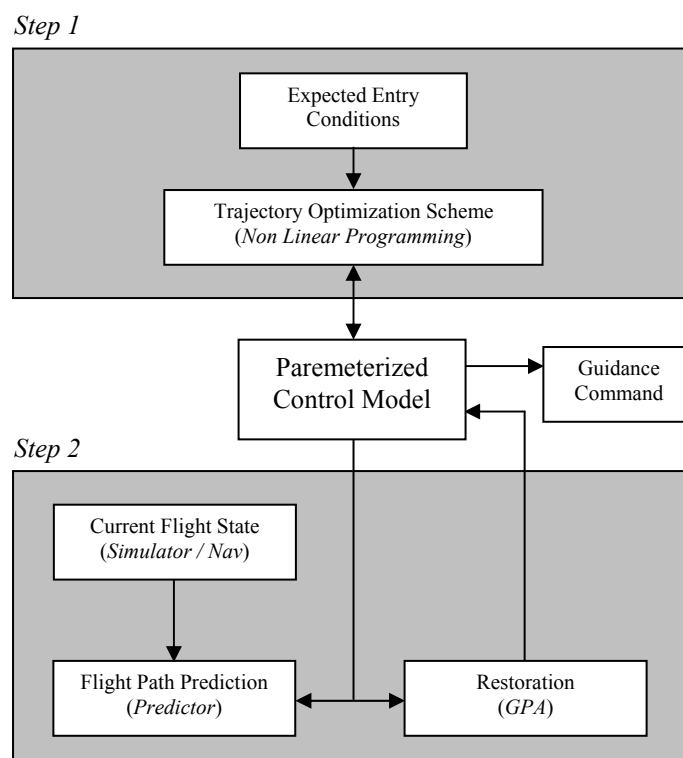 Step 1
Expected Entry
Conditions
Trajectory Optimization Scheme
(Non Linear Programming)
Paremeterized
Control Model
Guidance
Command
Step 2
Current Flight State
(Simulator / Nav)
Flight Path Prediction
(Predictor)
Restoration
(GPA)